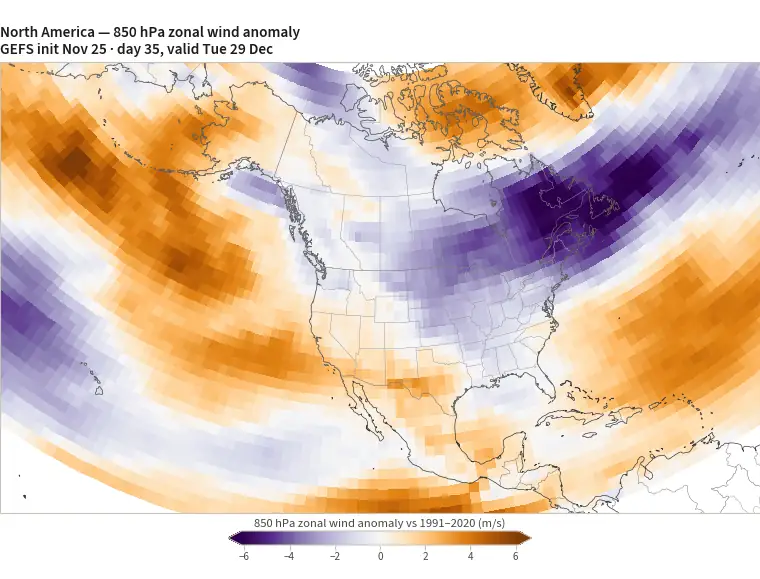 North America — 850 hPa zonal wind anomaly
GEFS init Nov 25 · day 35, valid Tue 29 Dec
850 hPa zonal wind anomaly vs 1991–2020 (m/s)
−6 −4 −2 0 2 4 6